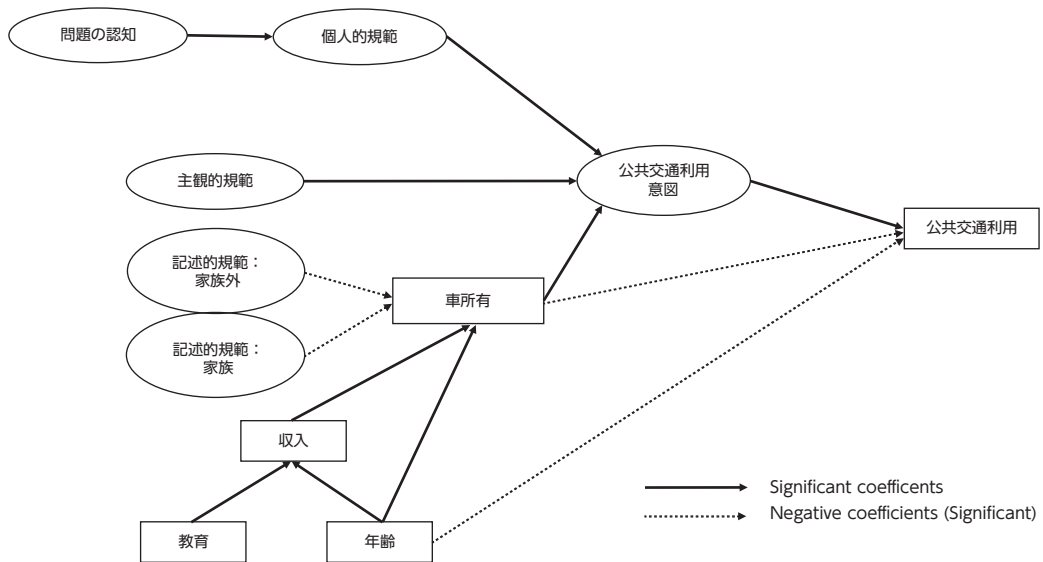 問題の認知
個人的規範
主観的規範
公共交通利用
意図
公共交通利用
記述的規範：
家族外
車所有
記述的規範：
家族
収入
教育
年齢
Significant coefficents
Negative coefficients (Significant)